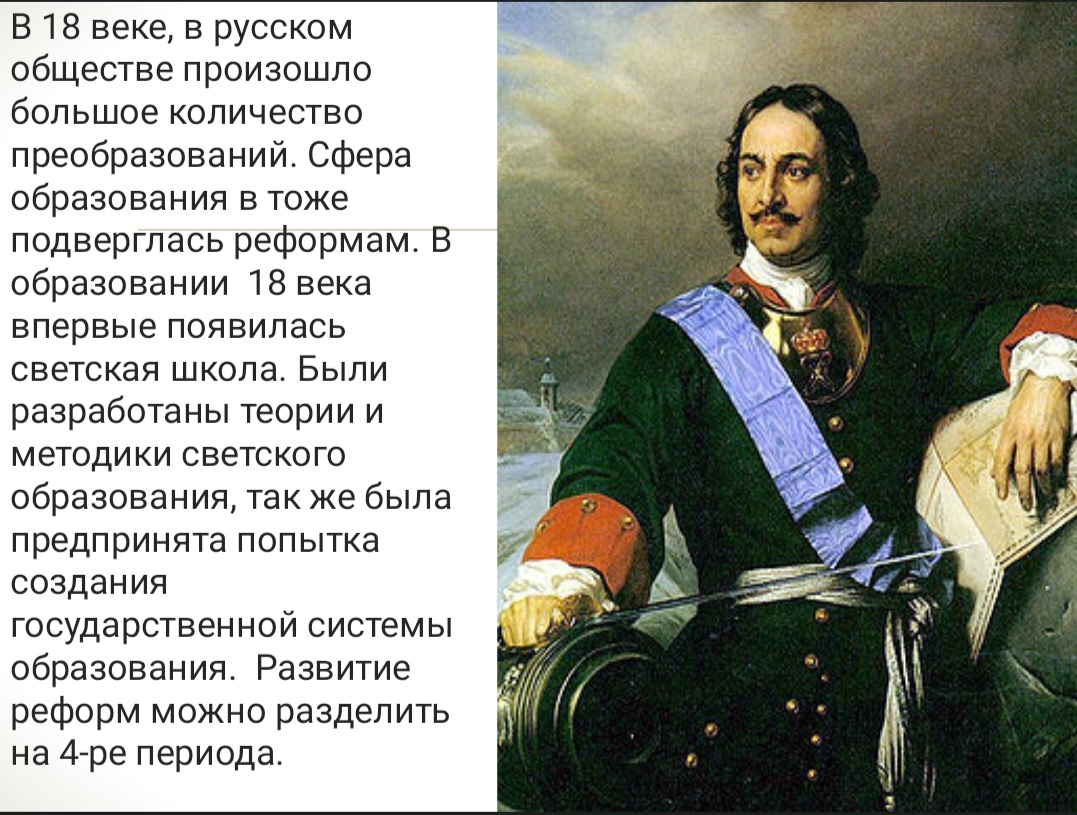 В 18 веке, в русском
обществе произошло
большое количество
преобразований. Сфера
образования в тоже
подверглась реформам. В
образовании  18 века
впервые появилась
светская школа. Были
разработаны теории и
методики светского
образования, так же была
предпринята попытка
создания
государственной системы
образования.  Развитие
реформ можно разделить
на 4-ре периода.